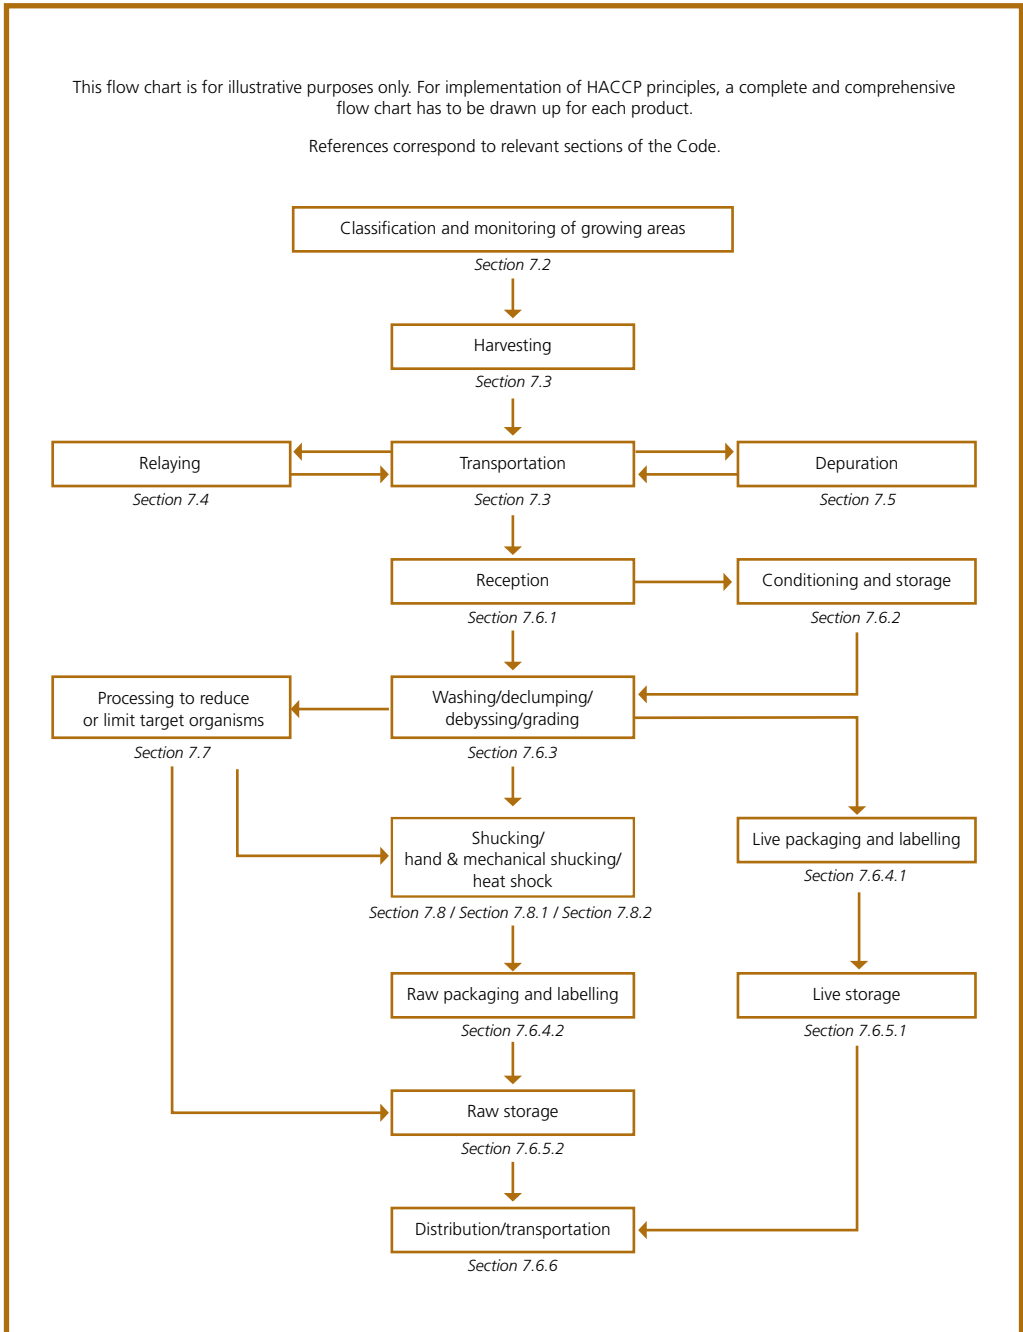 This flow chart is for illustrative purposes only. For implementation of HACCP principles, a complete and comprehensive
flow chart has to be drawn up for each product.
References correspond to relevant sections of the Code.
Classification and monitoring of growing areas
Section 7.2
Harvesting
Section 7.3
Relaying
Section 7.4
Transportation
Section 7.3
Depuration
Section 7.5
Reception
Section 7.6.1
Conditioning and storage
Section 7.6.2
Processing to reduce
or limit target organisms
Section 7.7
Washing/declumping/
debyssing/grading
Section 7.6.3
Shucking/
hand & mechanical shucking/
heat shock
Section 7.8 / Section 7.8.1 / Section 7.8.2
Live packaging and labelling
Section 7.6.4.1
Raw packaging and labelling
Section 7.6.4.2
Live storage
Section 7.6.5.1
Raw storage
Section 7.6.5.2
Distribution/transportation
Section 7.6.6